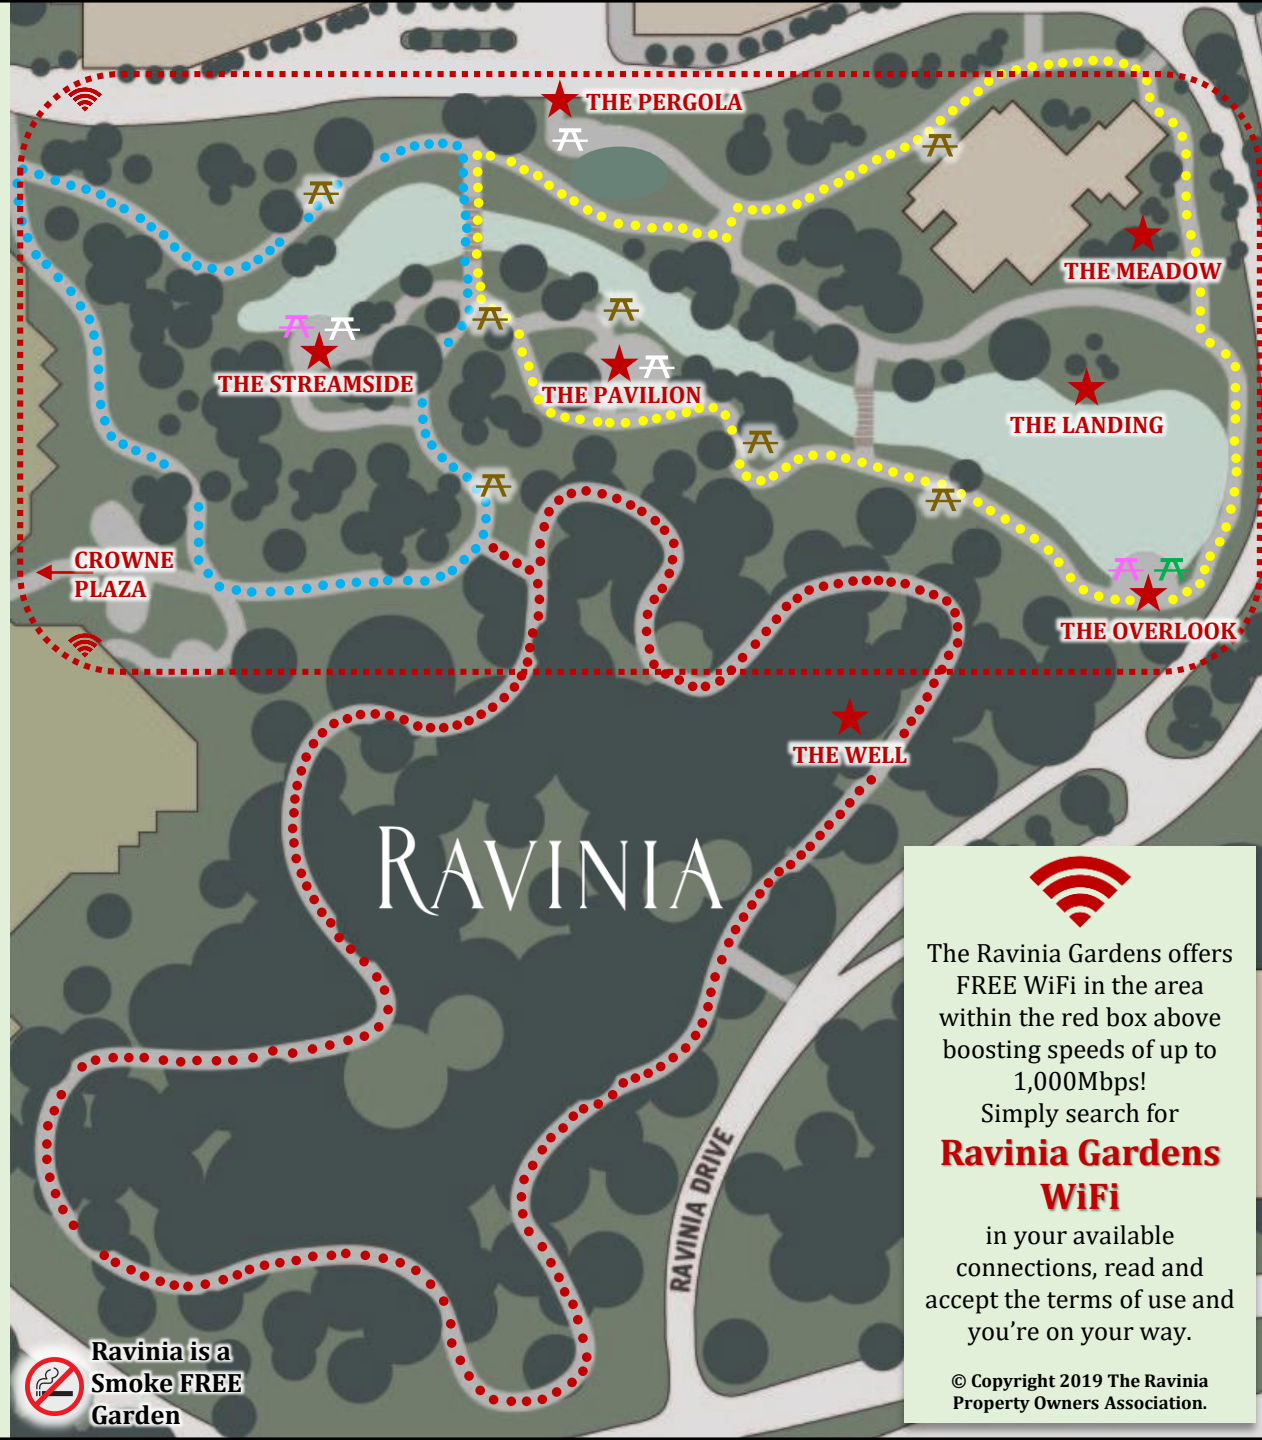 THE PERGOLA
THE MEADOW
THE STREAMSIDE
THE PAVILION
THE LANDING
CROWNE
PLAZA
THE OVERLOOK
THE WELL
RAVINIA
RAVINIA DRIVE
The Ravinia Gardens offers
FREE WiFi in the area
within the red box above
boosting speeds of up to
1,000Mbps!
Simply search for
Ravinia Gardens
WiFi
in your available
connections, read and
accept the terms of use and
you’re on your way.
© Copyright 2019 The Ravinia
Property Owners Association.
Ravinia is a
Smoke FREE
Garden